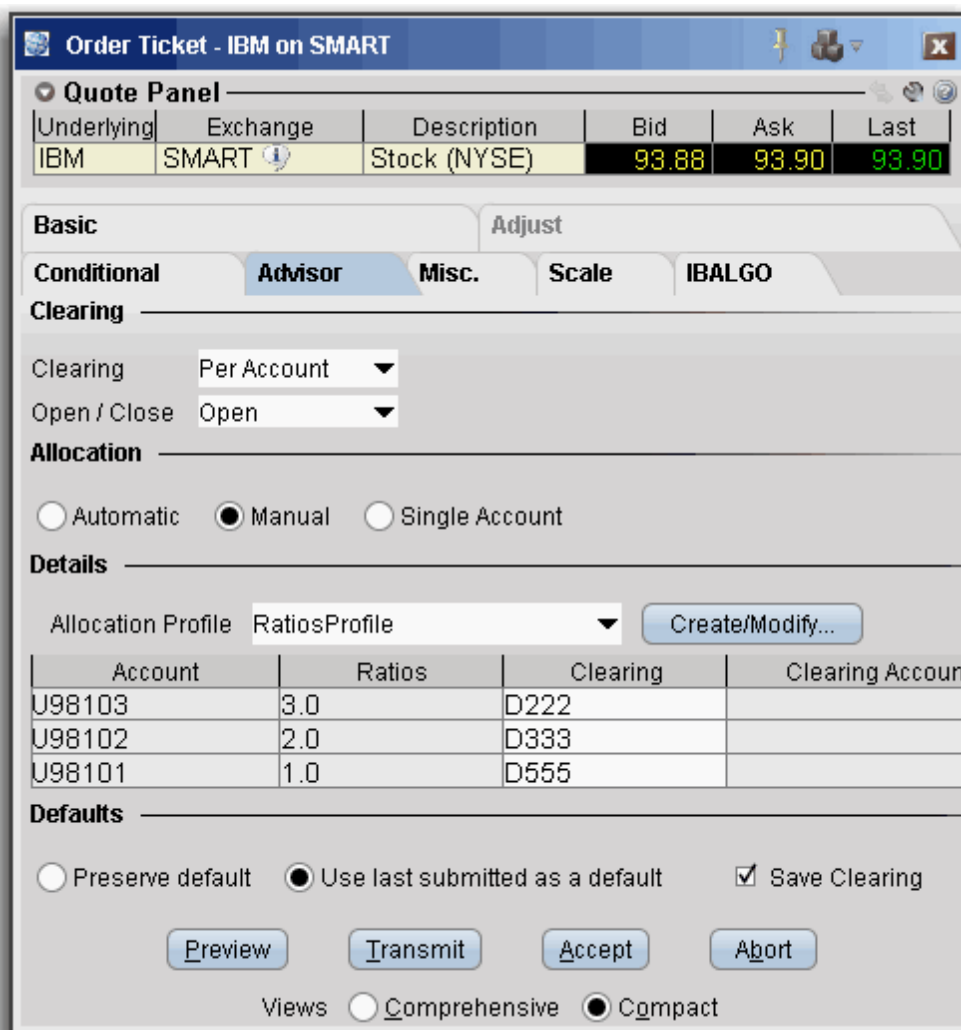 Order Ticket - IBM on SMART
Quote Panel
Underlying Exchange Description Bid Ask Last
IBM SMART Stock (NYSE) 93.88 93.90 93.90
Basic Adjust
Conditional Advisor Misc. Scale IBALGO
Clearing
Clearing Per Account
Open / Close Open
Allocation
Automatic Manual Single Account
Details
Allocation Profile RatiosProfile Create/Modify...
Account Ratios Clearing Clearing Accoun
U98103 3.0 D222
U98102 2.0 D333
U98101 1.0 D555
Defaults
Preserve default Use last submitted as a default Save Clearing
Preview Transmit Accept Abort
Views Comprehensive Compact